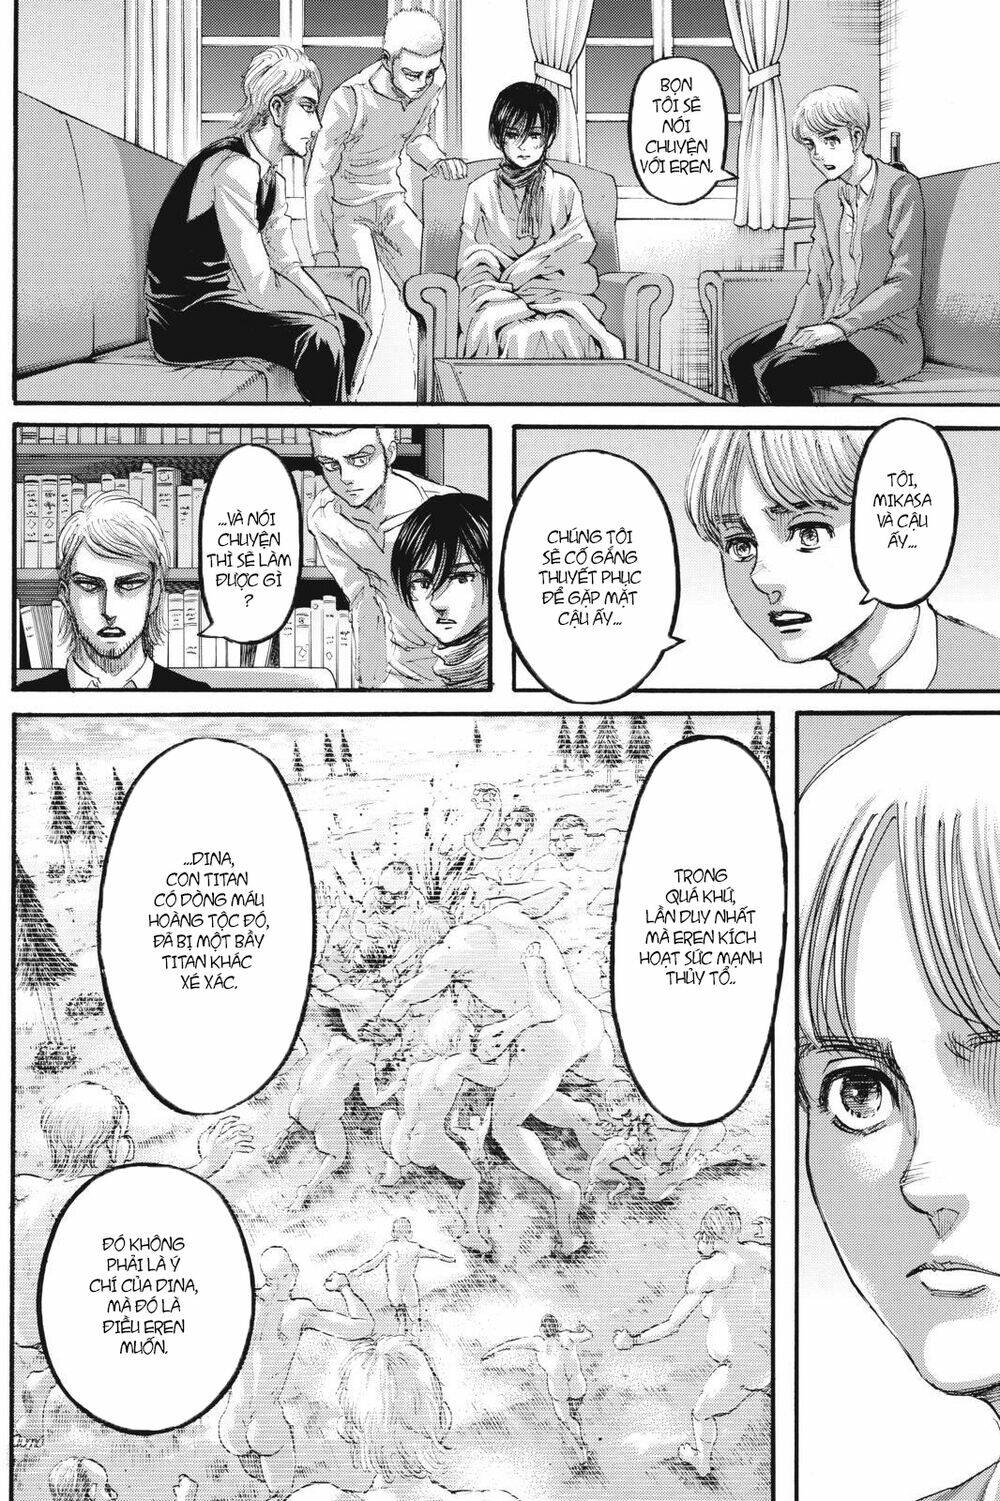 BỌN
TÔI SẼ
NÓI
CHUYỆN
VỚI EREN.
TÔI,
MIKASA
VÀ CẬU
ẤY...
CHÚNG TÔI
SẼ CỐ GẮNG
THUYẾT PHỤC
ĐỂ GẶP MẶT
CẬU ẤY...
...VÀ NÓI
CHUYỆN
THÌ SẼ LÀM
ĐƯỢC GÌ
?
TRONG
QUÁ KHỨ,
LẦN DUY NHẤT
MÀ EREN KÍCH
HOẠT SỨC MẠNH
THỦY TỔ..
...DINA,
CON TITAN
CÓ DÒNG MÁU
HOÀNG TỘC ĐÓ,
ĐÃ BỊ MỘT BẦY
TITAN KHÁC
XÉ XÁC.
ĐÓ KHÔNG
PHẢI LÀ Ý
CHÍ CỦA DINA,
MÀ ĐÓ LÀ
ĐIỀU EREN
MUỐN.